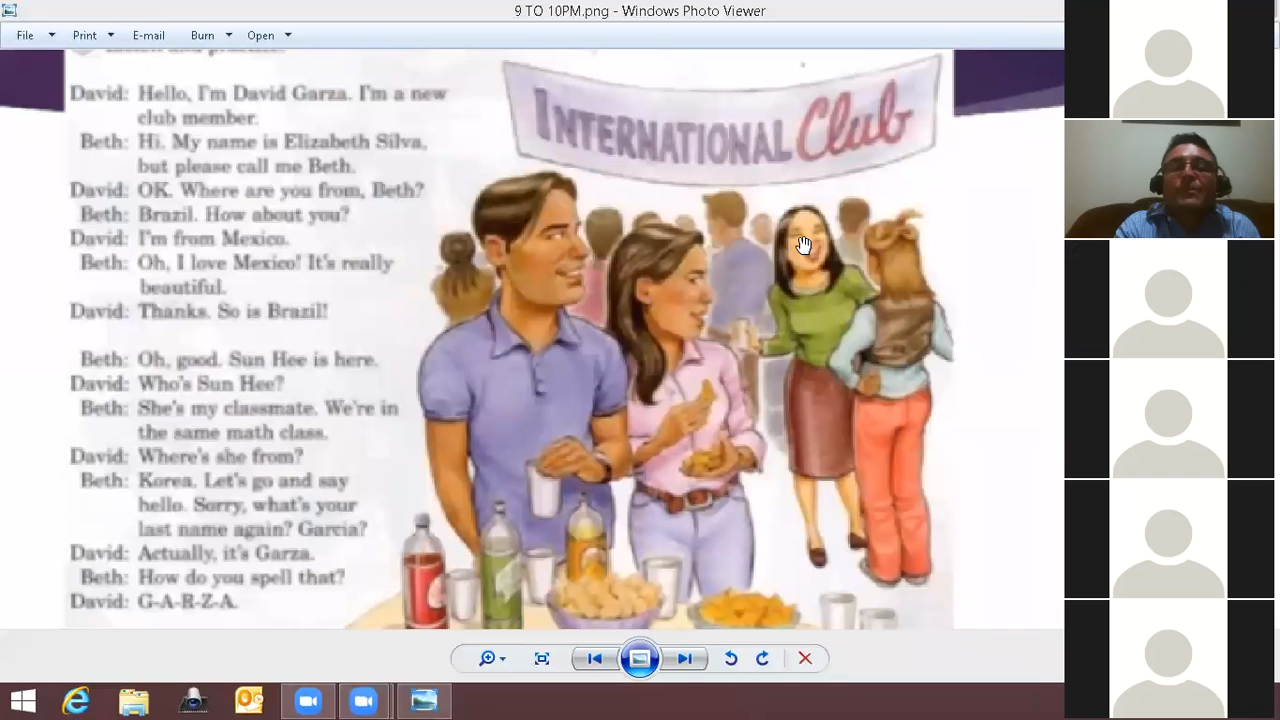 9 TO 10PM.png - Windows Photo Viewer
File Print E-mail Burn Open
David: Hello, I'm David Garza. I'm a new
club member.
Beth: Hi. My name is Elizabeth Silva,
but please call me Beth.
David: OK. Where are you from, Beth?
Beth: Brazil. How about you?
David: I'm from Mexico.
Beth: Oh, I love Mexico! It's really
beautiful.
David: Thanks. So is Brazil!
Beth: Oh, good. Sun Hee is here.
David: Who's Sun Hee?
Beth: She's my classmate. We're in
the same math class.
David: Where's she from?
Beth: Korea. Let's go and say
hello. Sorry, what's your
last name again? Garcia?
David: Actually, it's Garza.
Beth: How do you spell that?
David: G-A-R-Z-A.
INTERNATIONAL Club